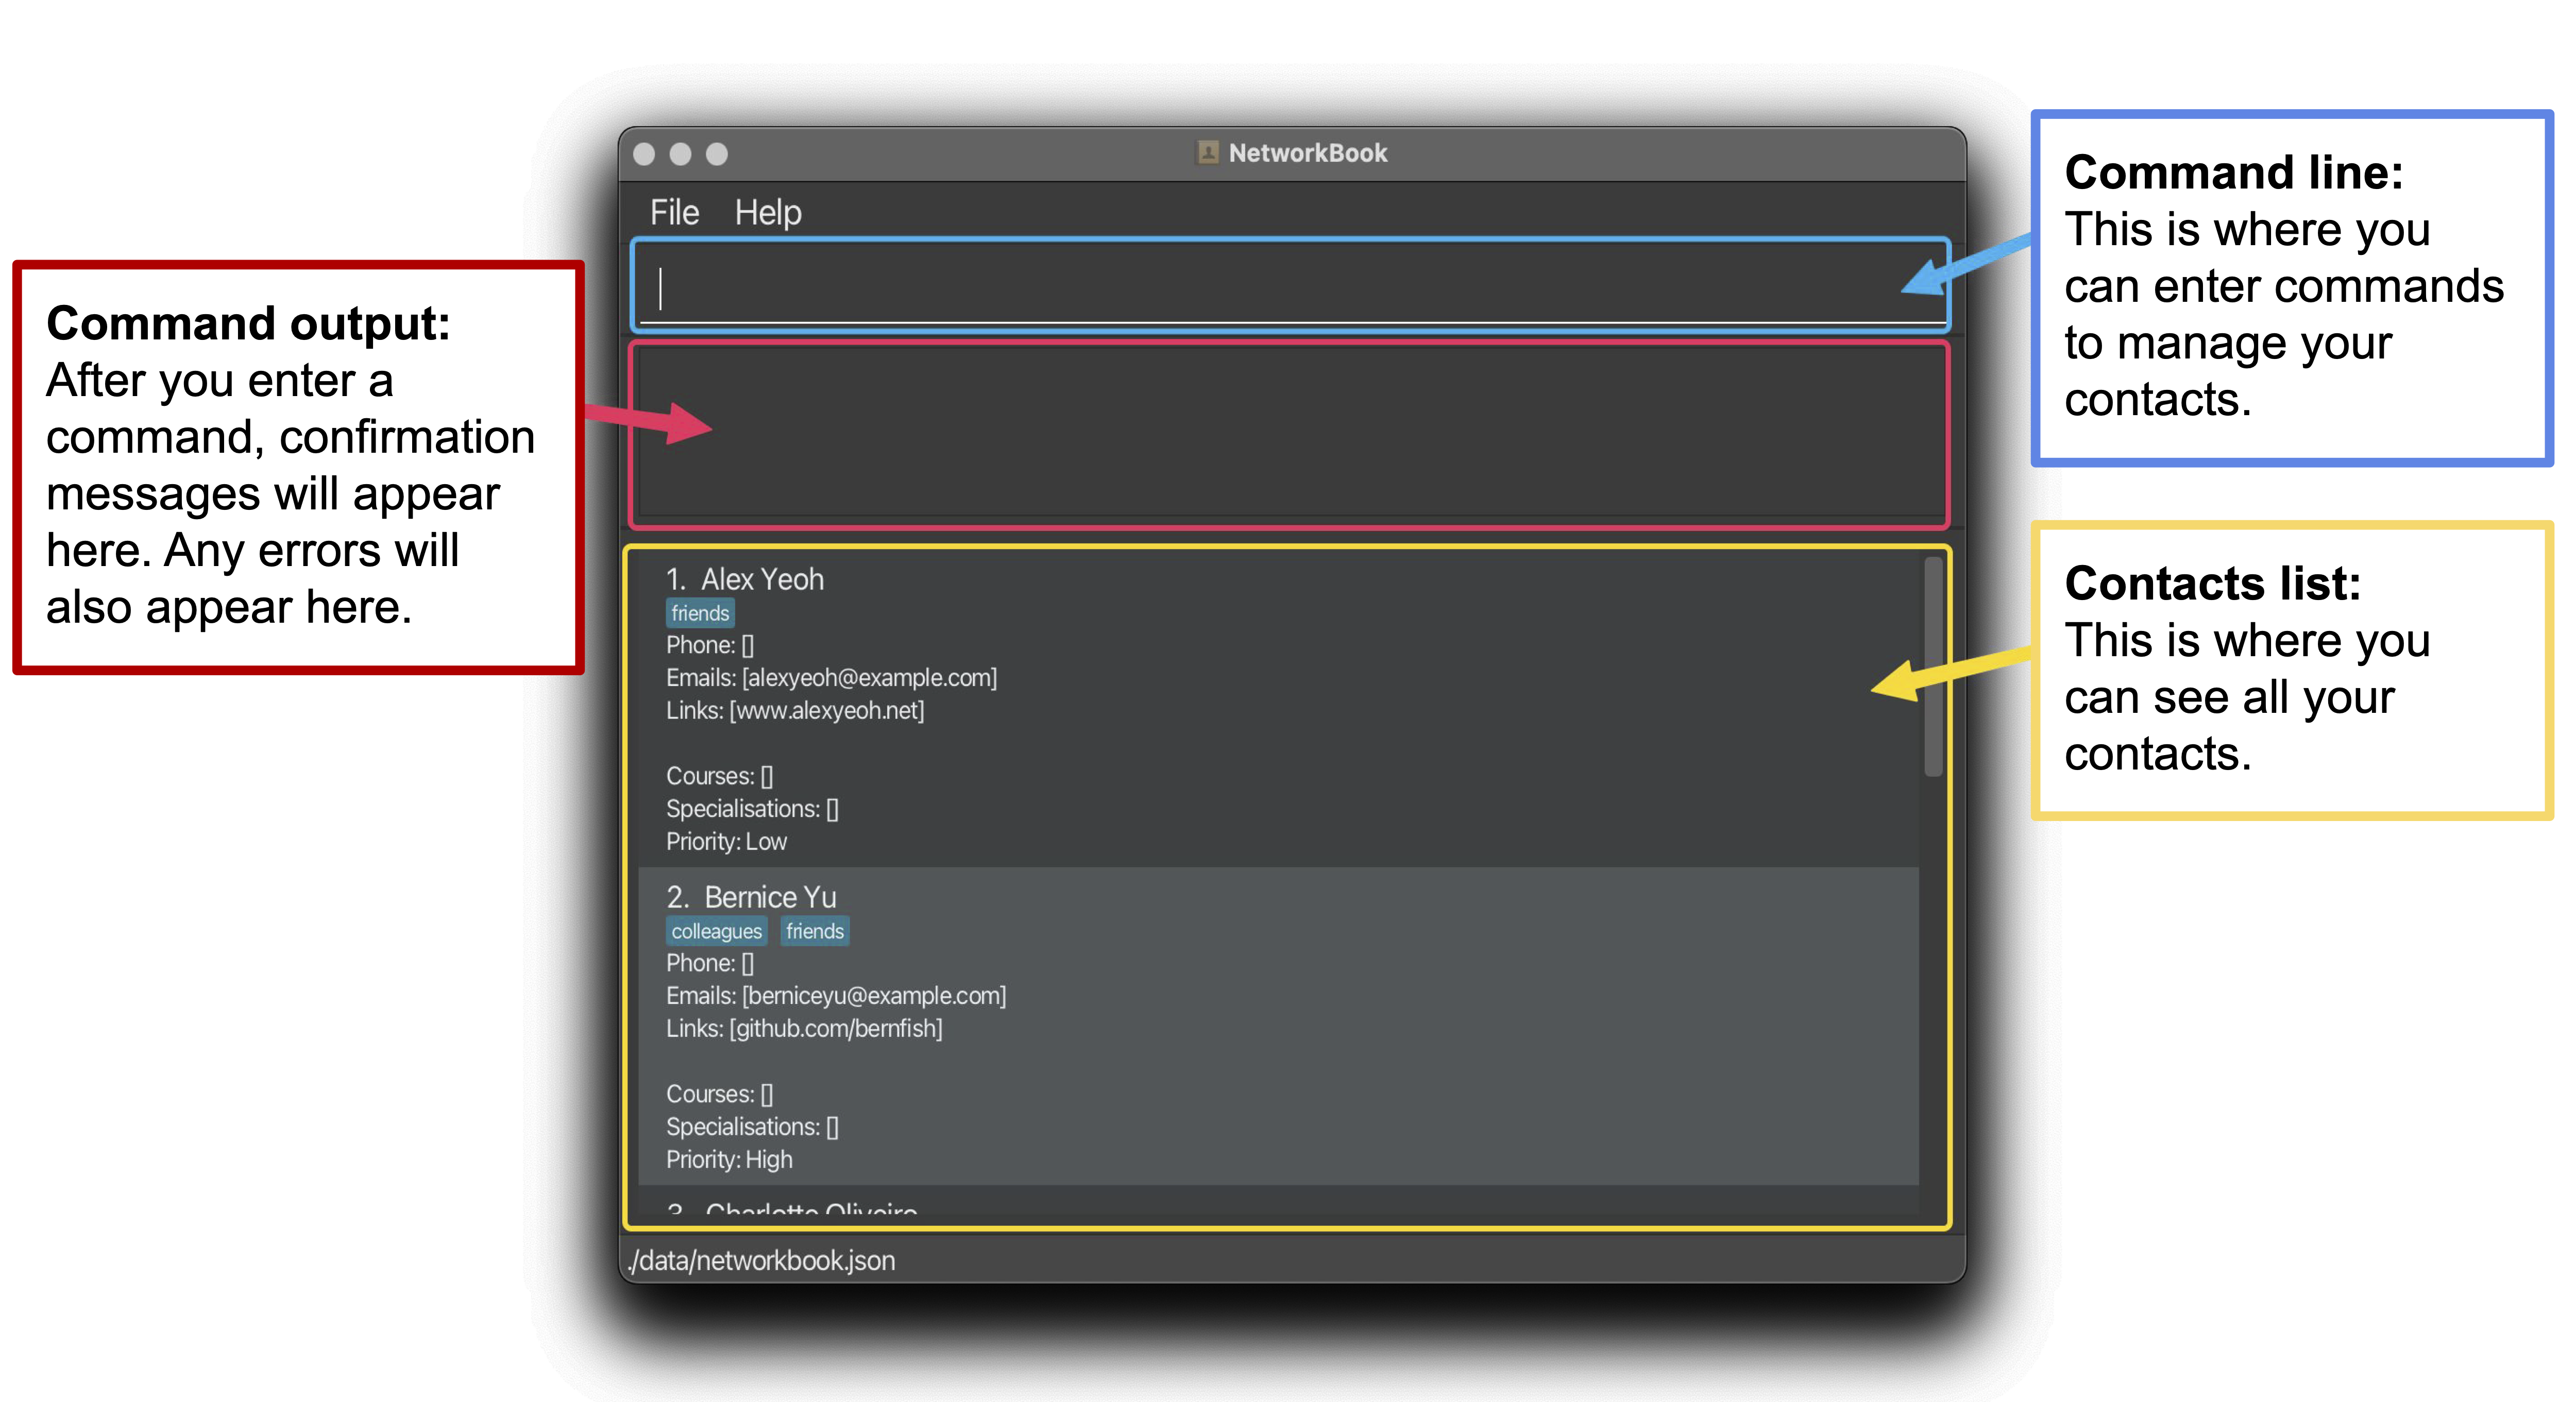 NetworkBook
File Help
Command output:
After you enter a
command, confirmation
messages will appear
here. Any errors will
also appear here.
Command line:
This is where you
can enter commands
to manage your
contacts.
Contacts list:
This is where you
can see all your
contacts.
1. Alex Yeoh
friends
Phone: []
Emails: [alexyeoh@example.com]
Links: [www.alexyeoh.net]
Courses: []
Specialisations: []
Priority: Low
2. Bernice Yu
colleagues friends
Phone: []
Emails: [berniceyu@example.com]
Links: [github.com/bernfish]
Courses: []
Specialisations: []
Priority: High
3. Charlotte Oliveiro
./data/networkbook.json